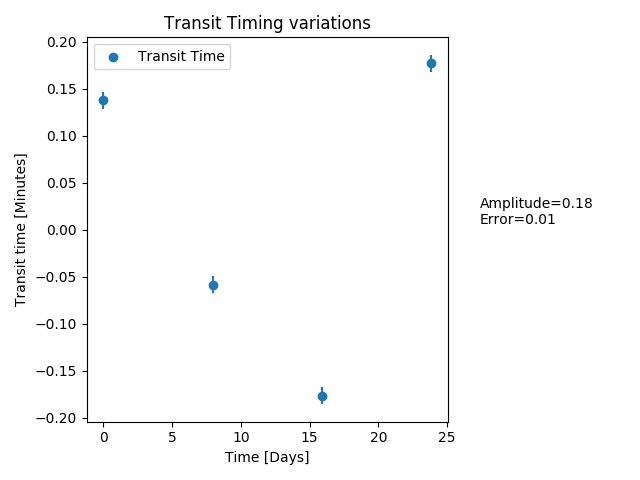 Transit Timing variations
Transit Time
0.20
0.15
0.10
0.05
0.00
−0.05
−0.10
−0.15
−0.20
Transit time [Minutes]
0
5
10
15
20
25
Time [Days]
Amplitude=0.18
Error=0.01